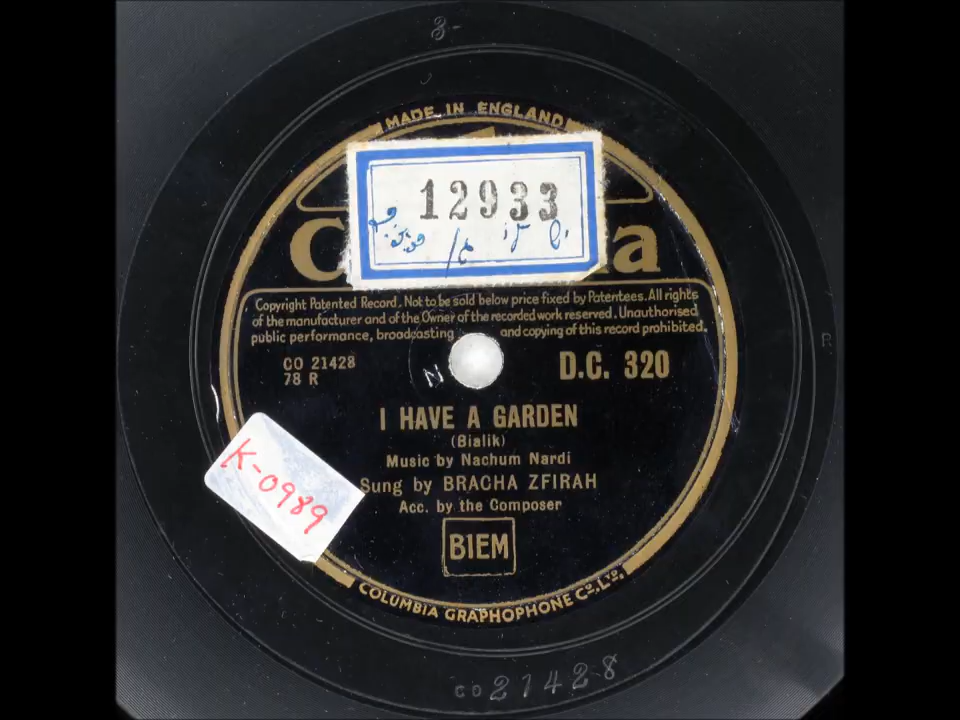 3-
MADE IN ENGLAND
12933
Copyright Patented Record. Not to be sold below price fixed by Patentees. All rights
of the manufacturer and of the Owner of the recorded work reserved. Unauthorised
public performance, broadcasting and copying of this record prohibited.
CO 21428
78 R
D.C. 320
N
R
I HAVE A GARDEN
(Bialik)
Music by Nachum Nardi
Sung by BRACHA ZFIRAH
Acc. by the Composer
K-0989
BIEM
COLUMBIA GRAPHOPHONE CO., LTD.
CO 21428